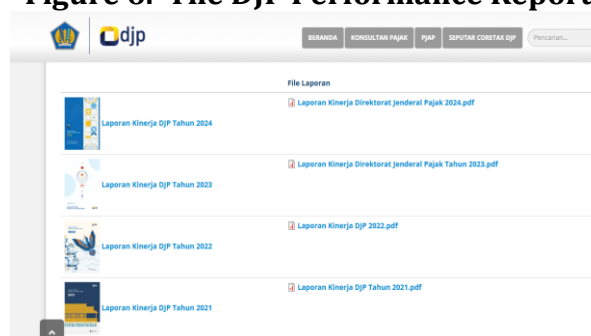 Figure 6. The DJP Performance Report
djp
BERANDA KONSULTAN PAJAK PJAP SEPUTAR CORETAX DJP Pencarian...
File Laporan
Laporan Kinerja DJP Tahun 2024
Laporan Kinerja Direktorat Jenderal Pajak 2024.pdf
Laporan Kinerja DJP Tahun 2023
Laporan Kinerja Direktorat Jenderal Pajak Tahun 2023.pdf
Laporan Kinerja DJP Tahun 2022
Laporan Kinerja DJP 2022.pdf
Laporan Kinerja DJP Tahun 2021
Laporan Kinerja DJP Tahun 2021.pdf